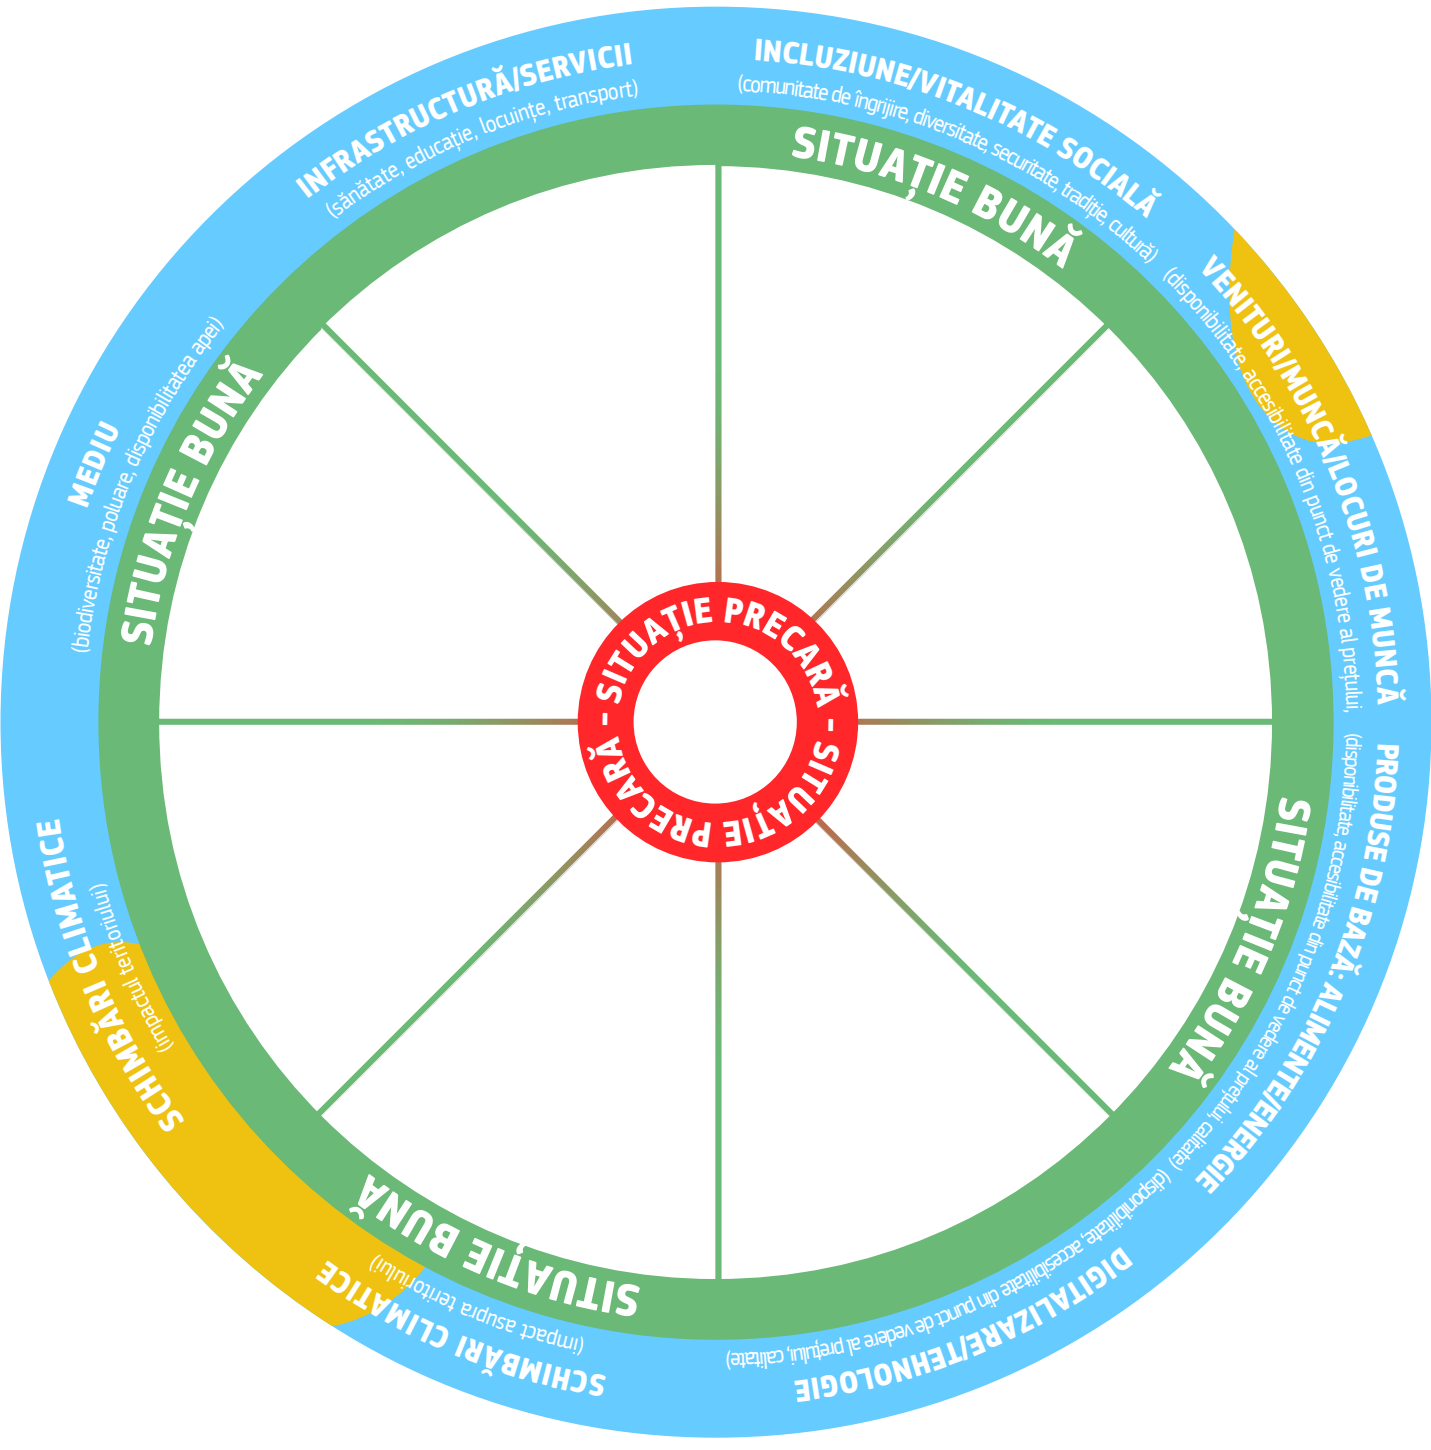 INFRASTRUCTURĂ/SERVICII
(sănătate, educație, locuințe, transport)
INCLUZIUNE/VITALITATE SOCIALĂ
(comunitate de îngrijire, diversitate, securitate, tradiție, cultură)
VENITURI/MUNCĂ/LOCURI DE MUNCĂ
(disponibilitate, accesibilitate din punct de vedere al prețului,
PRODUSE DE BAZĂ: ALIMENTE/ENERGIE
(disponibilitate, accesibilitate din punct de vedere al prețului, calitate)
DIGITALIZARE/TEHNOLOGIE
(disponibilitate, accesibilitate din punct de vedere al prețului, calitate)
SCHIMBĂRI CLIMATICE
(impact asupra teritoriului)
SCHIMBĂRI CLIMATICE
(impactul teritoriului)
MEDIU
(biodiversitate, poluare, disponibilitatea apei)
SITUAȚIE BUNĂ
SITUAȚIE BUNĂ
SITUAȚIE BUNĂ
SITUAȚIE BUNĂ
SITUAȚIE PRECARĂ – SITUAȚIE PRECARĂ –